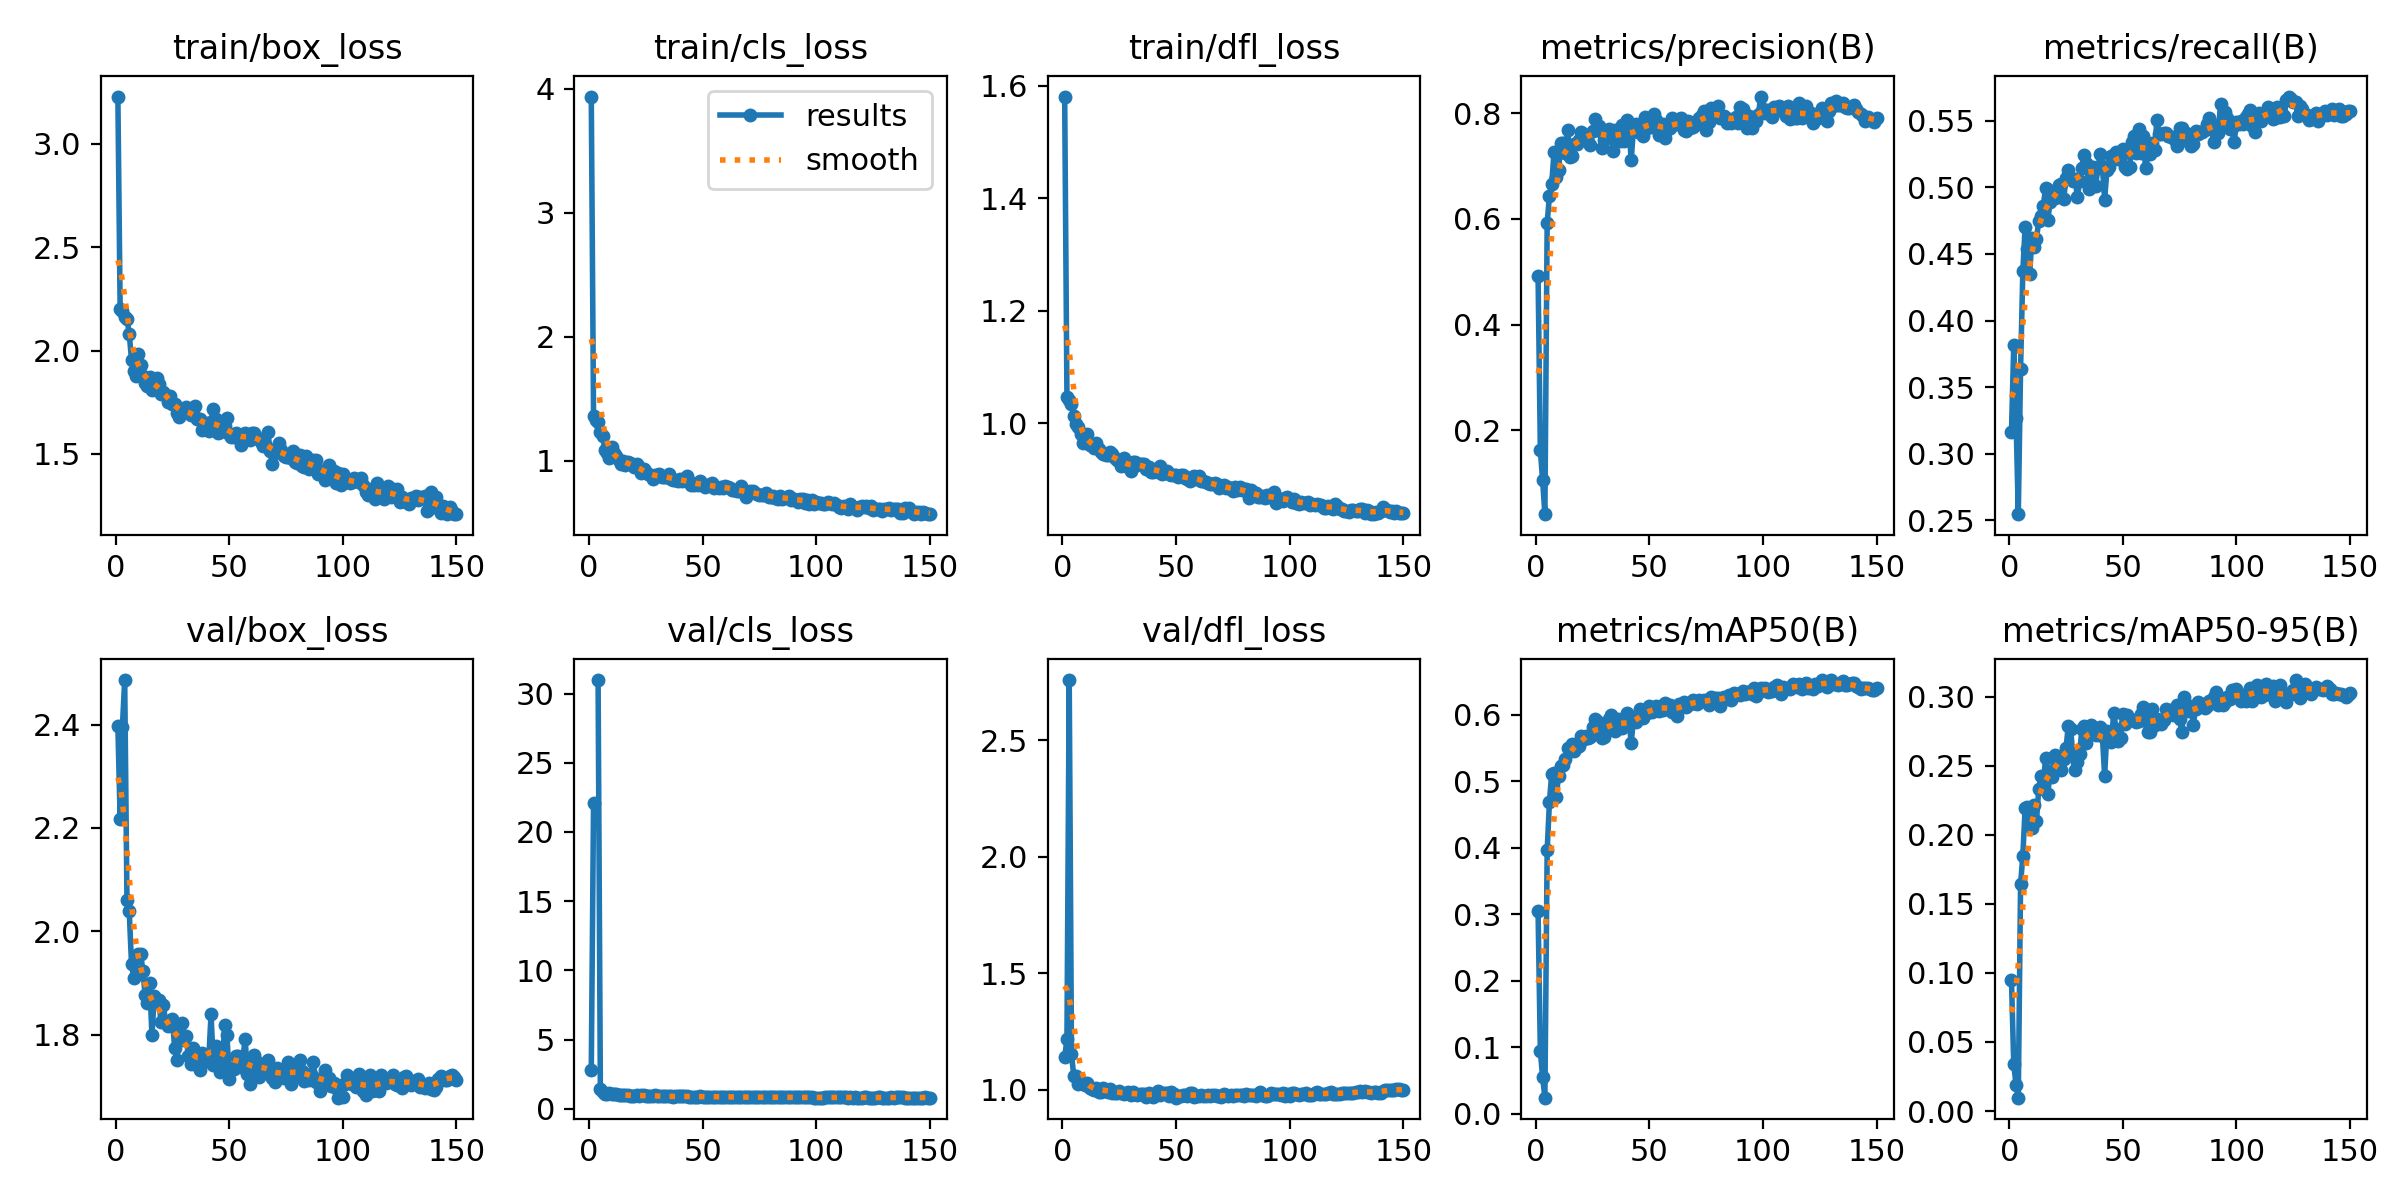 train/box_loss
3.0
2.5
2.0
1.5
0 50 100 150
train/cls_loss
results
smooth
4
3
2
1
0 50 100 150
train/dfl_loss
1.6
1.4
1.2
1.0
0 50 100 150
metrics/precision(B)
0.8
0.6
0.4
0.2
0 50 100 150
metrics/recall(B)
0.55
0.50
0.45
0.40
0.35
0.30
0.25
0 50 100 150
val/box_loss
2.4
2.2
2.0
1.8
0 50 100 150
val/cls_loss
30
25
20
15
10
5
0
0 50 100 150
val/dfl_loss
2.5
2.0
1.5
1.0
0 50 100 150
metrics/mAP50(B)
0.6
0.5
0.4
0.3
0.2
0.1
0.0
0 50 100 150
metrics/mAP50-95(B)
0.30
0.25
0.20
0.15
0.10
0.05
0.00
0 50 100 150